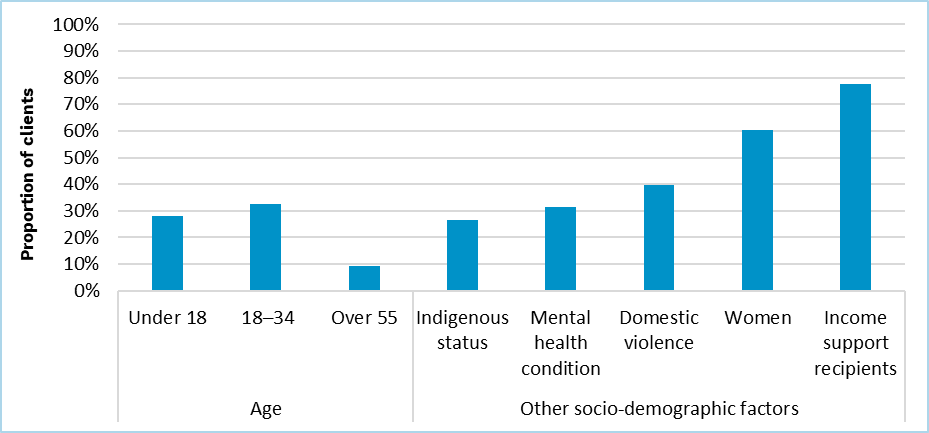 100%
90%
80%
70%
60%
50%
40%
30%
20%
10%
0%
Proportion of clients
Under 18
18–34
Over 55
Indigenous
status
Mental
health
condition
Domestic
violence
Women
Income
support
recipients
Age
Other socio-demographic factors